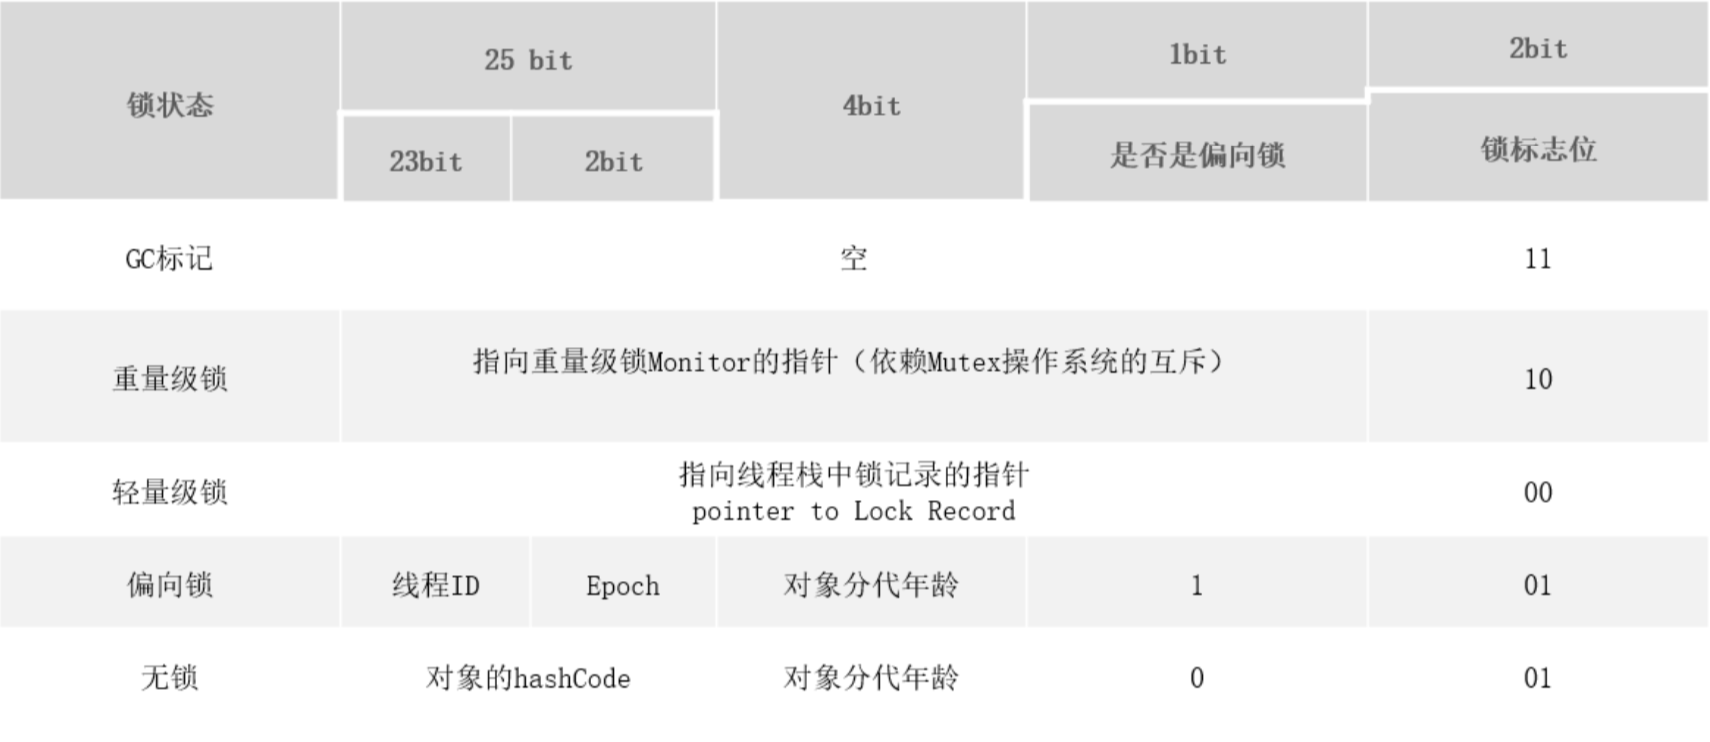 锁状态
25 bit
4bit
1bit
2bit
23bit
2bit
是否是偏向锁
锁标志位
GC标记
空
11
重量级锁
指向重量级锁Monitor的指针（依赖Mutex操作系统的互斥）
10
轻量级锁
指向线程栈中锁记录的指针
pointer to Lock Record
00
偏向锁
线程ID
Epoch
对象分代年龄
1
01
无锁
对象的hashCode
对象分代年龄
0
01